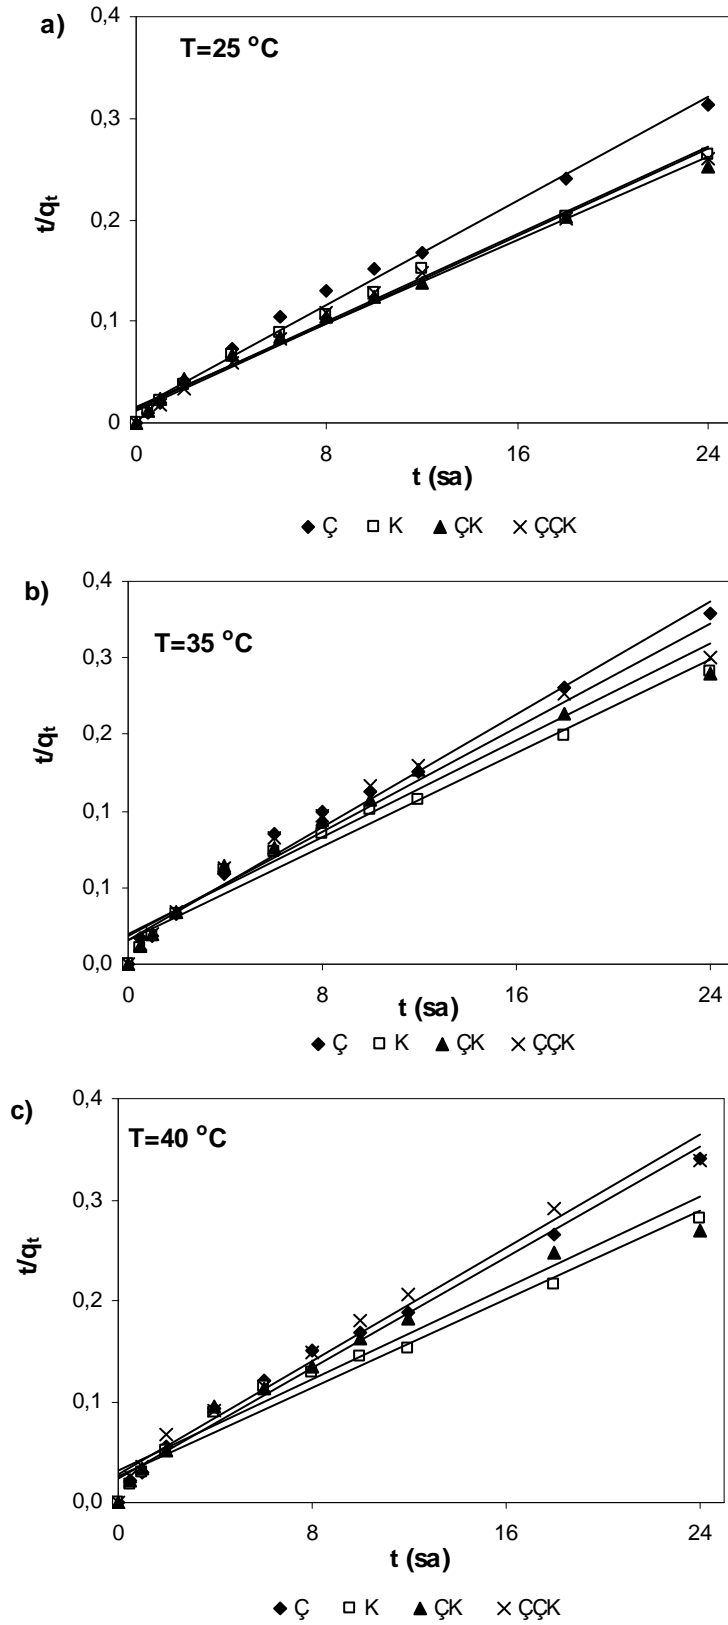 a)
T=25 °C
0,4
0,3
0,2
0,1
0
t/qt
0 8 16 24
t (sa)
Ç K ÇK ÇÇK
b)
T=35 °C
0,4
0,3
0,2
0,1
0,1
0,0
t/qt
0 8 16 24
t (sa)
Ç K ÇK ÇÇK
c)
T=40 °C
0,4
0,3
0,2
0,1
0,0
t/qt
0 8 16 24
t (sa)
Ç K ÇK ÇÇK